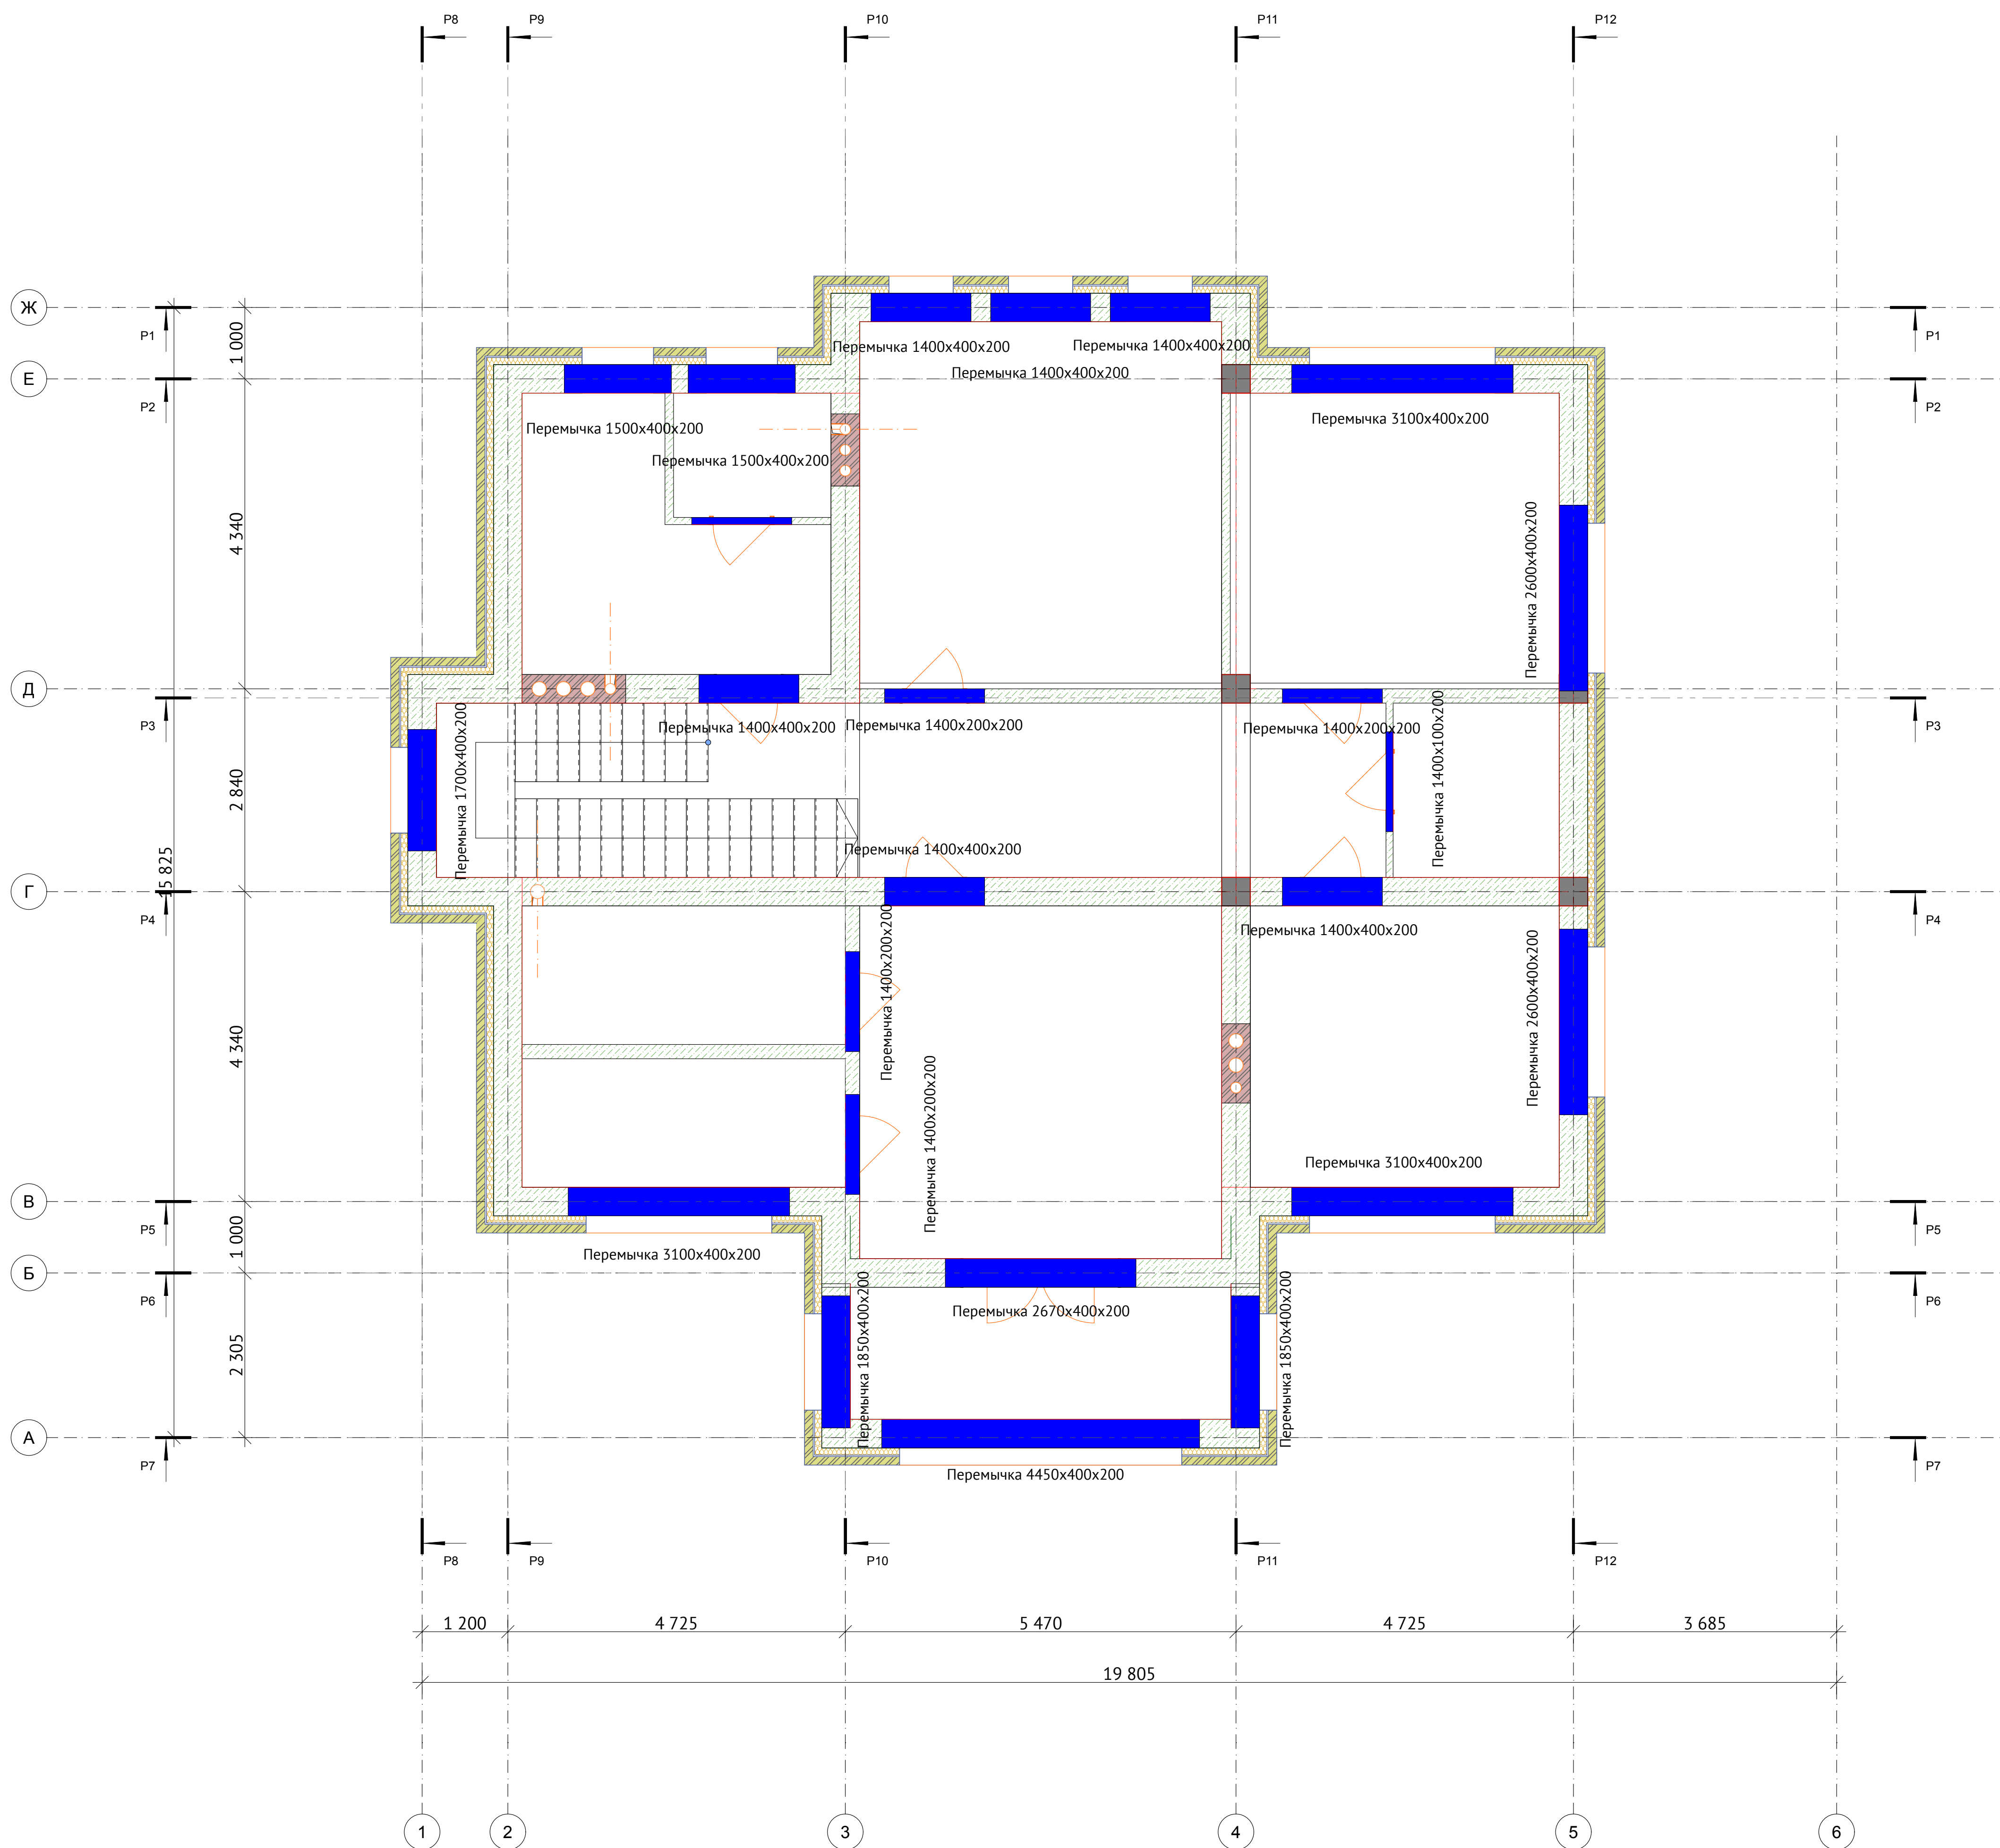 P8 P9 P10 P11 P12
Ж
P1 P1
1 000
Перемычка 1400x400x200 Перемычка 1400x400x200
Перемычка 1400x400x200
Е
P2 P2
Перемычка 3100x400x200
Перемычка 1500x400x200
Перемычка 1500x400x200
4 340
Перемычка 2600x400x200
Д
P3 P3
Перемычка 1400x400x200 Перемычка 1400x200x200 Перемычка 1400x200x200
Перемычка 1700x400x200
Перемычка 1400x100x200
2 840
15 825
Перемычка 1400x400x200
Г
P4 P4
Перемычка 1400x400x200
Перемычка 1400x200x200
Перемычка 2600x400x200
4 340
Перемычка 1400x200x200
Перемычка 3100x400x200
В
P5 P5
1 000
Перемычка 3100x400x200
Б
P6 P6
Перемычка 2670x400x200
Перемычка 1850x400x200
Перемычка 1850x400x200
2 305
А
P7 P7
Перемычка 4450x400x200
P8 P9 P10 P11 P12
1 200 4 725 5 470 4 725 3 685
19 805
1 2 3 4 5 6